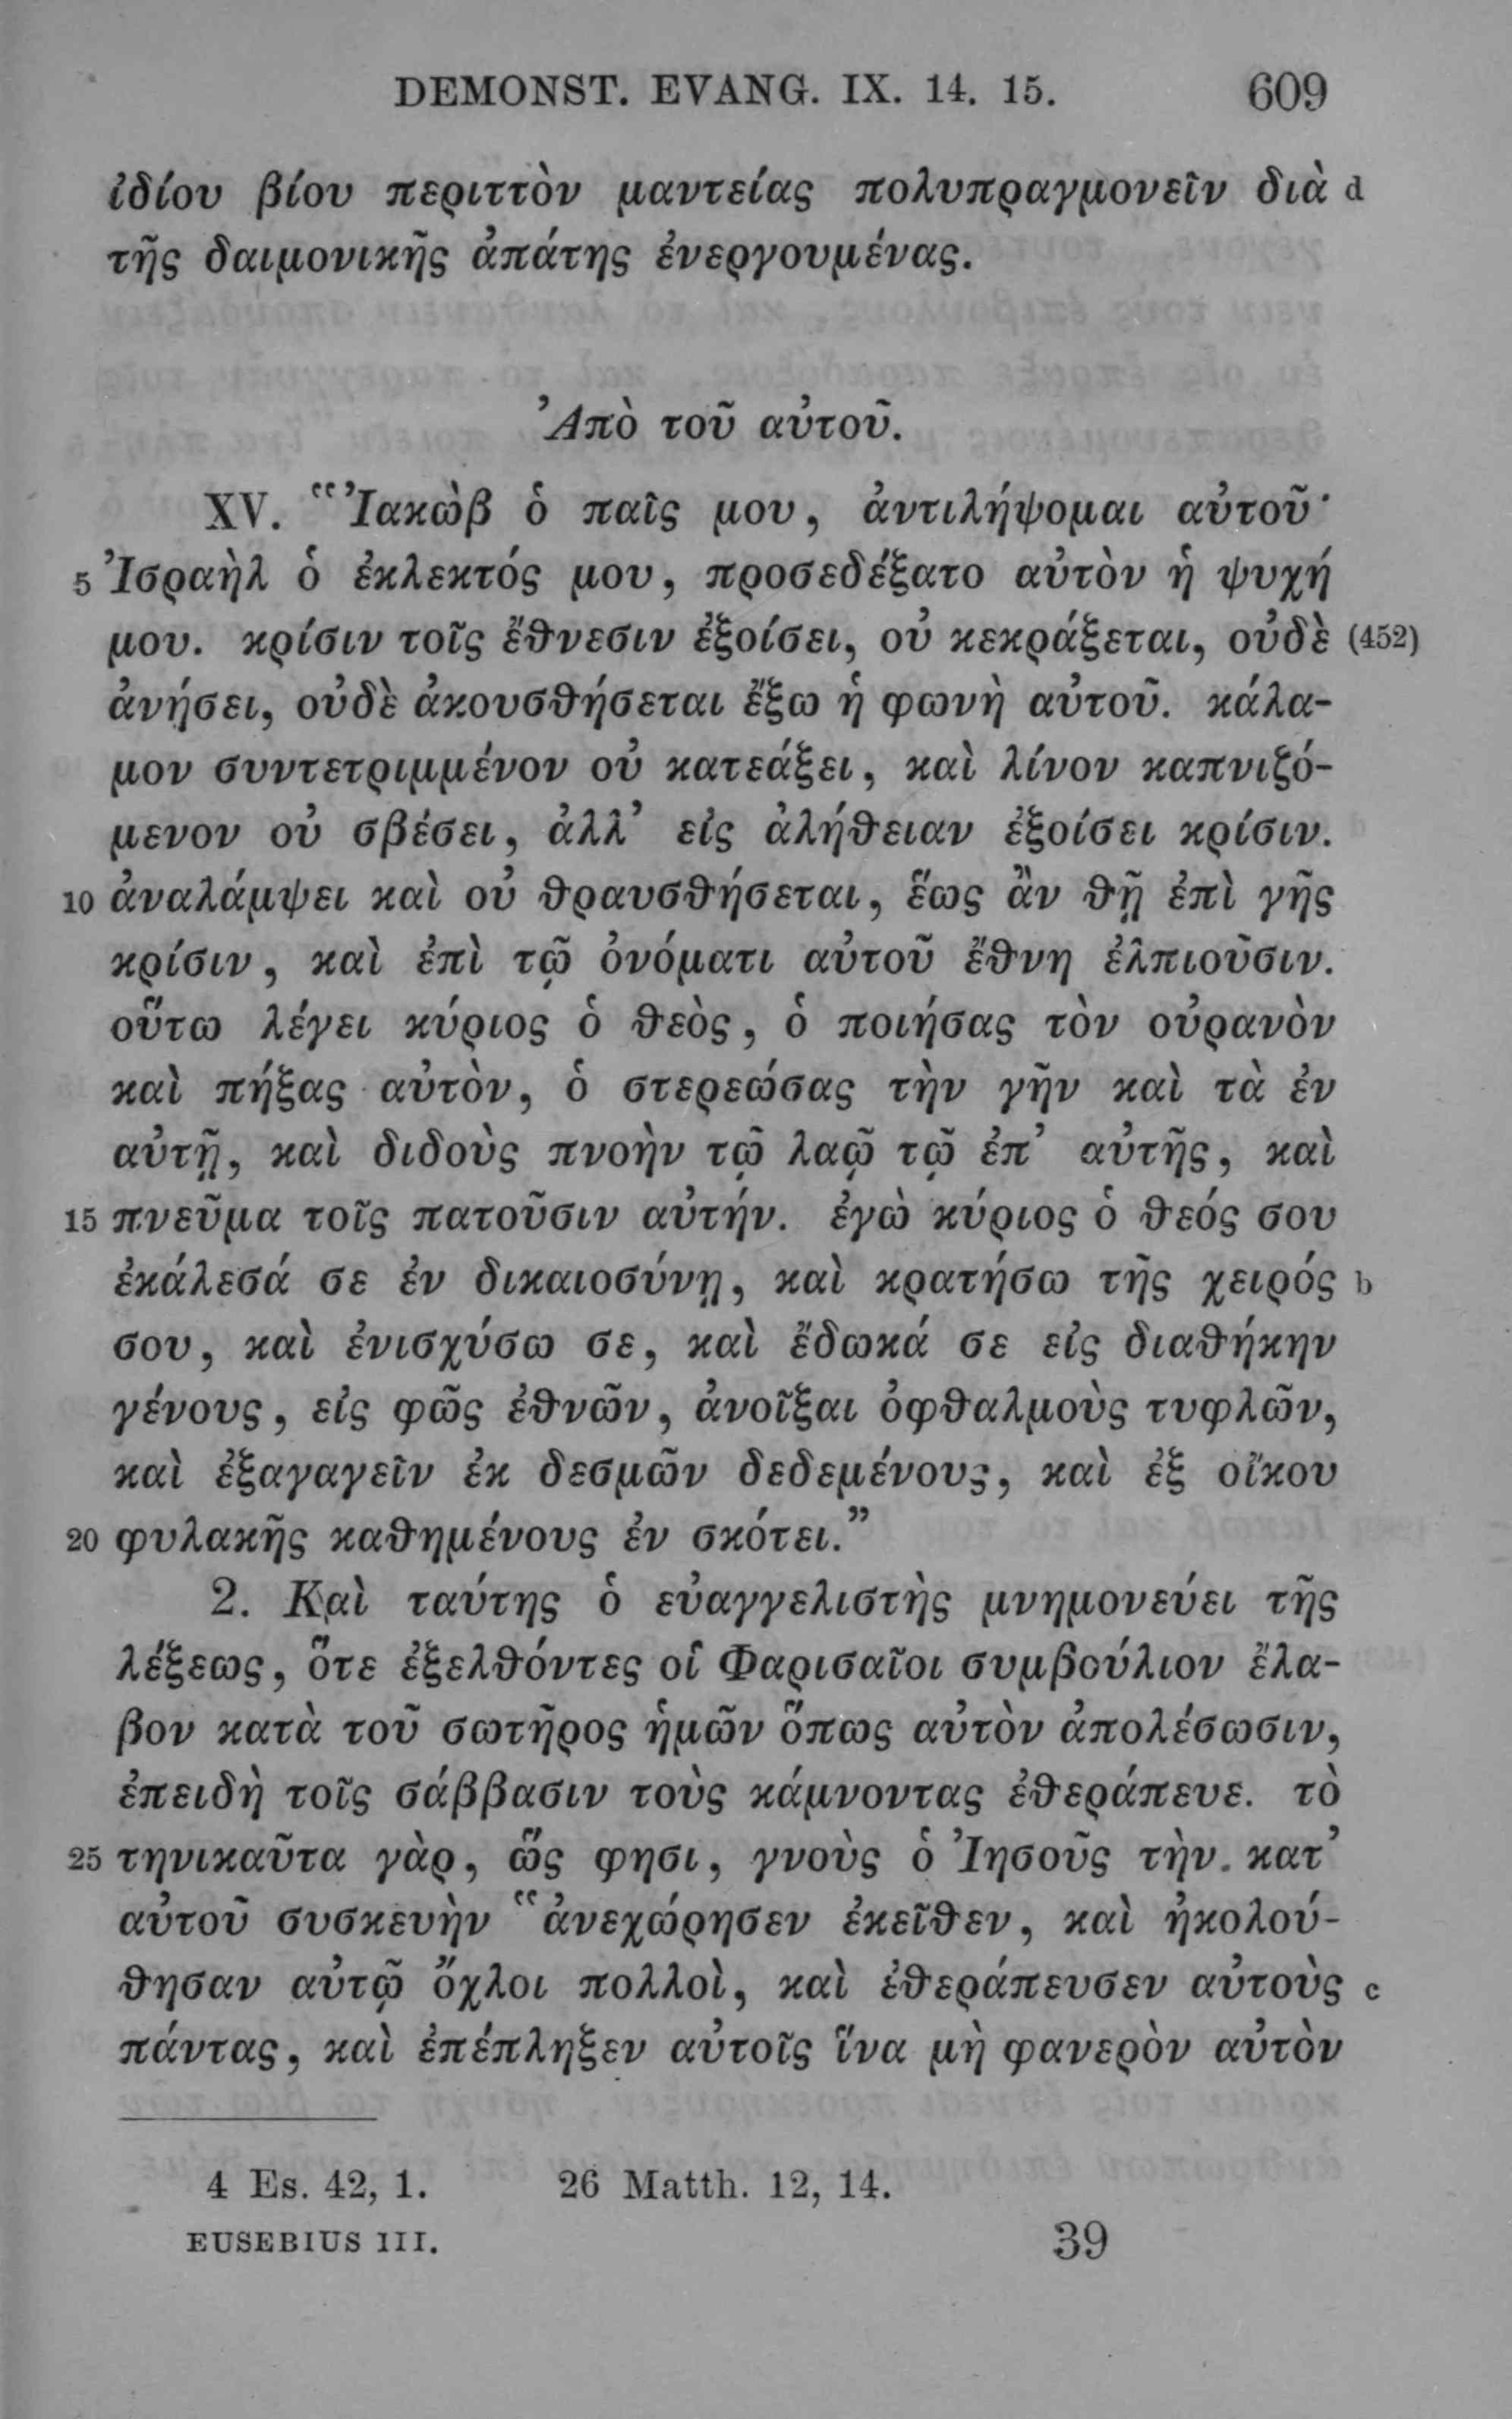 DEMONST. EVANG. IX. 14. 15. 609
ἰδίου βίου περιττὸν μαντείας πολυπραγμονεῖν διὰ d
τῆς δαιμονικῆς ἀπάτης ἐνεργουμένας.
Ἀπὸ τοῦ αὐτοῦ.
XV. “Ἰακὼβ ὁ παῖς μου, ἀντιλήψομαι αὐτοῦ·
5 Ἰσραὴλ ὁ ἐκλεκτός μου, προσεδέξατο αὐτὸν ἡ ψυχή
μου. κρίσιν τοῖς ἔθνεσιν ἐξοίσει, οὐ κεκράξεται, οὐδὲ (452)
ἀνήσει, οὐδὲ ἀκουσθήσεται ἔξω ἡ φωνὴ αὐτοῦ. κάλα-
μον συντετριμμένον οὐ κατεάξει, καὶ λίνον καπνιζό-
μενον οὐ σβέσει, ἀλλ’ εἰς ἀλήθειαν ἐξοίσει κρίσιν.
10 ἀναλάμψει καὶ οὐ θραυσθήσεται, ἕως ἂν θῇ ἐπὶ γῆς
κρίσιν, καὶ ἐπὶ τῷ ὀνόματι αὐτοῦ ἔθνη ἐλπιοῦσιν.
οὕτω λέγει κύριος ὁ θεὸς, ὁ ποιήσας τὸν οὐρανὸν
καὶ πήξας αὐτὸν, ὁ στερεώσας τὴν γῆν καὶ τὰ ἐν
αὐτῇ, καὶ διδοὺς πνοὴν τῷ λαῷ τῷ ἐπ’ αὐτῆς, καὶ
15 πνεῦμα τοῖς πατοῦσιν αὐτήν. ἐγὼ κύριος ὁ θεός σου
ἐκάλεσά σε ἐν δικαιοσύνῃ, καὶ κρατήσω τῆς χειρός b
σου, καὶ ἐνισχύσω σε, καὶ ἔδωκά σε εἰς διαθήκην
γένους, εἰς φῶς ἐθνῶν, ἀνοῖξαι ὀφθαλμοὺς τυφλῶν,
καὶ ἐξαγαγεῖν ἐκ δεσμῶν δεδεμένους, καὶ ἐξ οἴκου
20 φυλακῆς καθημένους ἐν σκότει.”
2. Καὶ ταύτης ὁ εὐαγγελιστὴς μνημονεύει τῆς
λέξεως, ὅτε ἐξελθόντες οἱ Φαρισαῖοι συμβούλιον ἔλα-
βον κατὰ τοῦ σωτῆρος ἡμῶν ὅπως αὐτὸν ἀπολέσωσιν,
ἐπειδὴ τοῖς σάββασιν τοὺς κάμνοντας ἐθεράπευε. τὸ
25 τηνικαῦτα γὰρ, ὥς φησι, γνοὺς ὁ Ἰησοῦς τὴν κατ’
αὐτοῦ συσκευὴν “ἀνεχώρησεν ἐκεῖθεν, καὶ ἠκολού-
θησαν αὐτῷ ὄχλοι πολλοὶ, καὶ ἐθεράπευσεν αὐτοὺς c
πάντας, καὶ ἐπέπληξεν αὐτοῖς ἵνα μὴ φανερὸν αὐτὸν
4 Es. 42, 1. 26 Matth. 12, 14.
EUSEBIUS III. 39